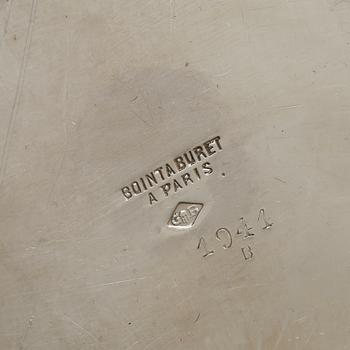 BOINTABURET
A PARIS
1941
B